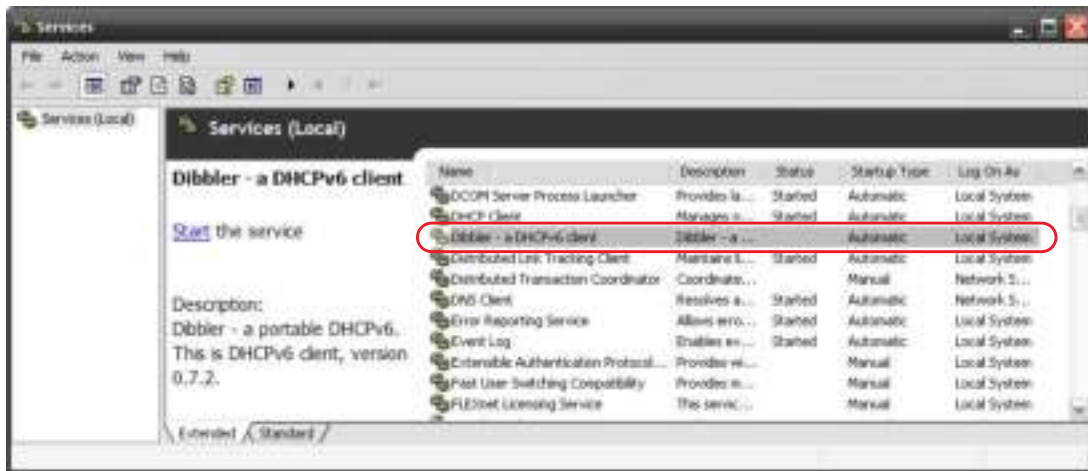 Services
File Action View Help
Services (Local)
Services (Local)
Dibbler - a DHCPv6 client
Start the service
Description:
Dibbler - a portable DHCPv6.
This is DHCPv6 client, version
0.7.2.
Name Description Status Startup Type Log On As
DCOM Server Process Launcher Provides la... Started Automatic Local System
DHCP Client Manages n... Started Automatic Local System
Dibbler - a DHCPv6 client Dibbler - a ... Automatic Local System
Distributed Link Tracking Client Maintains l... Started Automatic Local System
Distributed Transaction Coordinator Coordinate... Manual Network S...
DNS Client Resolves a... Started Automatic Network S...
Error Reporting Service Allows erro... Started Automatic Local System
Event Log Enables ev... Started Automatic Local System
Extensible Authentication Protocol... Provides wi... Manual Local System
Fast User Switching Compatibility Provides m... Manual Local System
FLEXnet Licensing Service This servic... Manual Local System
Extended Standard